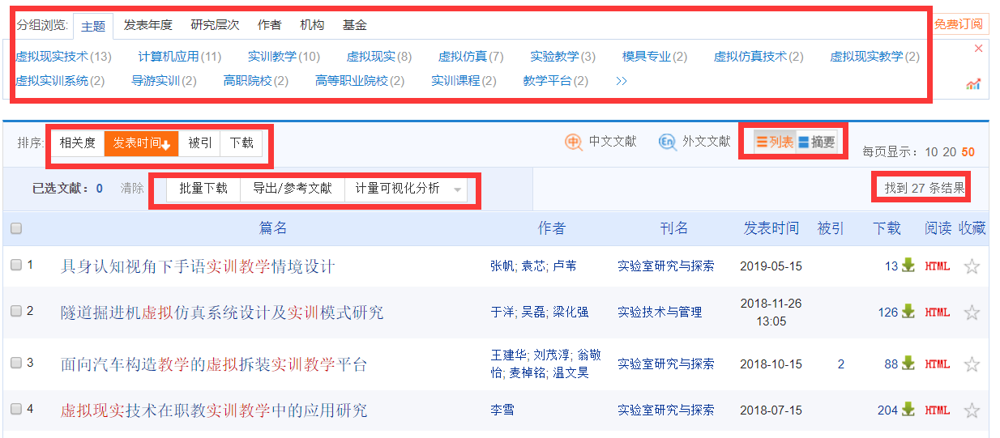 分组浏览: 主题 发表年度 研究层次 作者 机构 基金 免费订阅
虚拟现实技术(13) 计算机应用(11) 实训教学(10) 虚拟现实(8) 虚拟仿真(7) 实验教学(3) 模具专业(2) 虚拟仿真技术(2) 虚拟现实教学(2)
虚拟实训系统(2) 导游实训(2) 高职院校(2) 高等职业院校(2) 实训课程(2) 教学平台(2) >>
排序: 相关度 发表时间 被引 下载 中 中文文献 En 外文文献 列表 摘要 每页显示: 10 20 50
已选文献: 0 清除 批量下载 导出/参考文献 计量可视化分析 找到 27 条结果
篇名 作者 刊名 发表时间 被引 下载 阅读 收藏
1 具身认知视角下手语实训教学情境设计 张帆; 袁芯; 卢苇 实验室研究与探索 2019-05-15 13 HTML
2 隧道掘进机虚拟仿真系统设计及实训模式研究 于洋; 吴磊; 梁化强 实验技术与管理 2018-11-26 126 HTML
13:05
3 面向汽车构造教学的虚拟拆装实训教学平台 王建华; 刘茂淳; 翁敬 实验室研究与探索 2018-10-15 2 88 HTML
怡; 麦棹铭; 温文昊
4 虚拟现实技术在职教实训教学中的应用研究 李雪 实验室研究与探索 2018-07-15 204 HTML